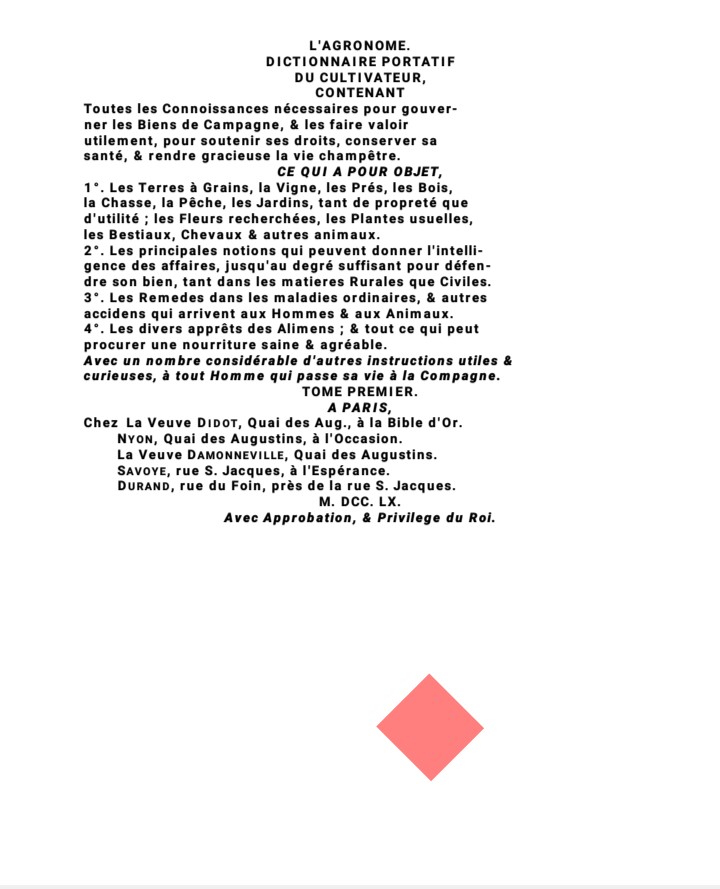 L'AGRONOME.
DICTIONNAIRE PORTATIF
DU CULTIVATEUR,
CONTENANT
Toutes les Connoissances nécessaires pour gouver-
ner les Biens de Campagne, & les faire valoir
utilement, pour soutenir ses droits, conserver sa
santé, & rendre gracieuse la vie champêtre.
CE QUI A POUR OBJET,
1°. Les Terres à Grains, la Vigne, les Prés, les Bois,
la Chasse, la Pêche, les Jardins, tant de propreté que
d'utilité ; les Fleurs recherchées, les Plantes usuelles,
les Bestiaux, Chevaux & autres animaux.
2°. Les principales notions qui peuvent donner l'intelli-
gence des affaires, jusqu'au degré suffisant pour défen-
dre son bien, tant dans les matieres Rurales que Civiles.
3°. Les Remedes dans les maladies ordinaires, & autres
accidens qui arrivent aux Hommes & aux Animaux.
4°. Les divers apprêts des Alimens ; & tout ce qui peut
procurer une nourriture saine & agréable.
Avec un nombre considérable d'autres instructions utiles &
curieuses, à tout Homme qui passe sa vie à la Compagne.
TOME PREMIER.
A PARIS,
Chez La Veuve DIDOT, Quai des Aug., à la Bible d'Or.
NYON, Quai des Augustins, à l'Occasion.
La Veuve DAMONNEVILLE, Quai des Augustins.
SAVOYE, rue S. Jacques, à l'Espérance.
DURAND, rue du Foin, près de la rue S. Jacques.
M. DCC. LX.
Avec Approbation, & Privilege du Roi.